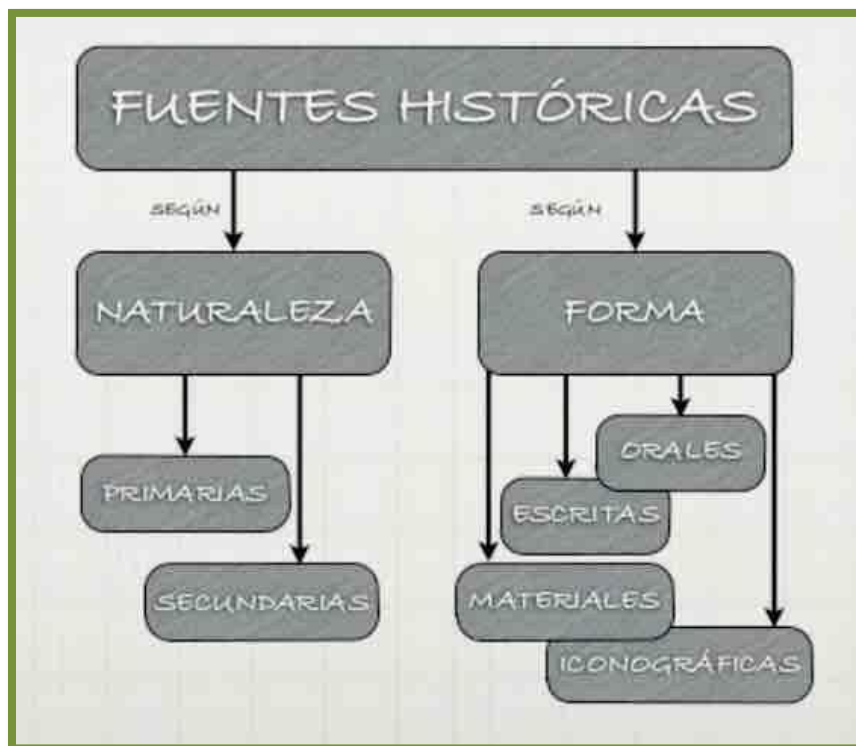 FUENTES HISTÓRICAS
SEGÚN
SEGÚN
NATURALEZA
FORMA
PRIMARIAS
SECUNDARIAS
ORALES
ESCRITAS
MATERIALES
ICONOGRÁFICAS